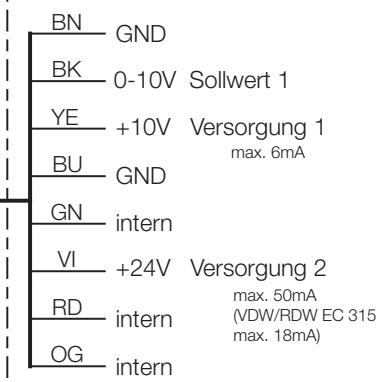 BN GND
BK 0-10V Sollwert 1
YE +10V Versorgung 1
max. 6mA
BU GND
GN intern
VI +24V Versorgung 2
max. 50mA
RD intern (VDW/RDW EC 315
max. 18mA)
OG intern